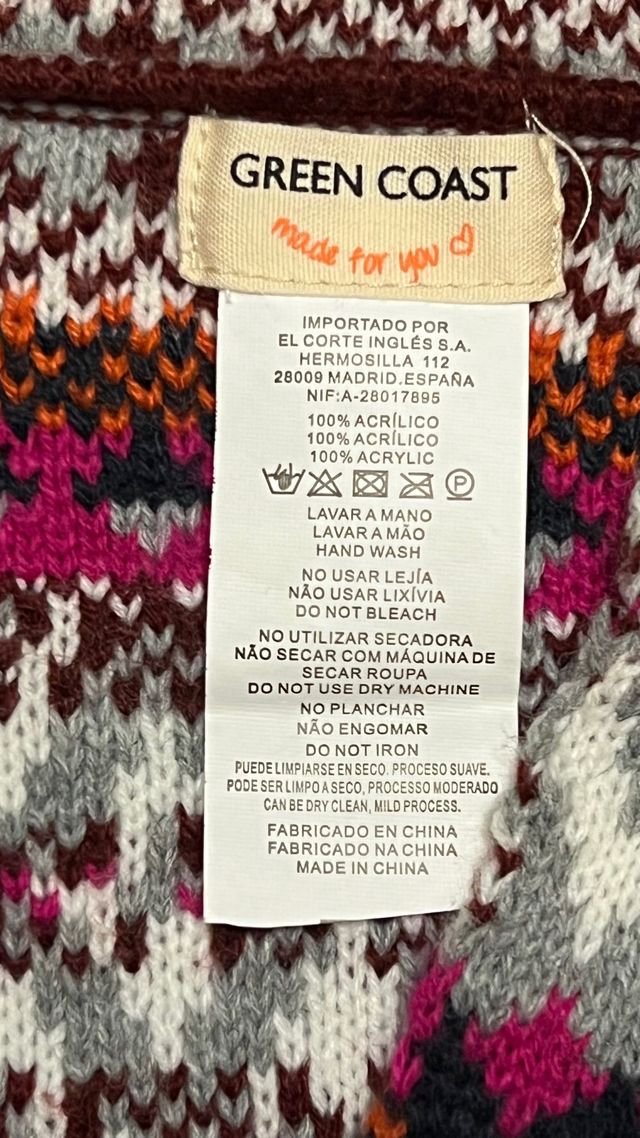 GREEN COAST
made for you
IMPORTADO POR
EL CORTE INGLÉS S.A.
HERMOSILLA 112
28009 MADRID.ESPAÑA
NIF:A-28017895
100% ACRÍLICO
100% ACRÍLICO
100% ACRYLIC
P
LAVAR A MANO
LAVAR A MÃO
HAND WASH
NO USAR LEJÍA
NÃO USAR LIXÍVIA
DO NOT BLEACH
NO UTILIZAR SECADORA
NÃO SECAR COM MÁQUINA DE
SECAR ROUPA
DO NOT USE DRY MACHINE
NO PLANCHAR
NÃO ENGOMAR
DO NOT IRON
PUEDE LIMPIARSE EN SECO. PROCESO SUAVE.
PODE SER LIMPO A SECO, PROCESSO MODERADO
CAN BE DRY CLEAN, MILD PROCESS.
FABRICADO EN CHINA
FABRICADO NA CHINA
MADE IN CHINA